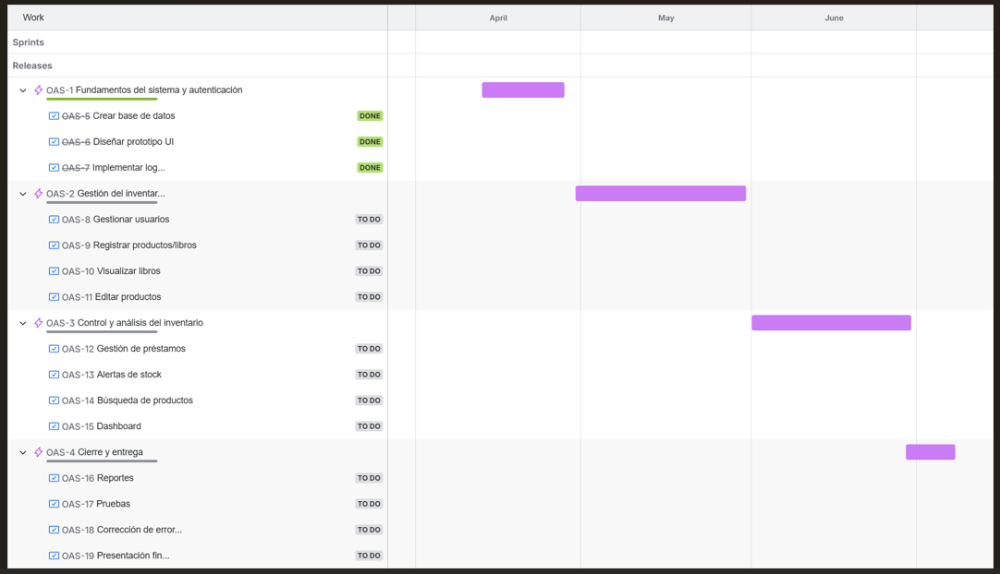 Work April May June
Sprints
Releases
OAS-1 Fundamentos del sistema y autenticación
OAS-5 Crear base de datos DONE
OAS-6 Diseñar prototipo UI DONE
OAS-7 Implementar log... DONE
OAS-2 Gestión del inventar...
OAS-8 Gestionar usuarios TO DO
OAS-9 Registrar productos/libros TO DO
OAS-10 Visualizar libros TO DO
OAS-11 Editar productos TO DO
OAS-3 Control y análisis del inventario
OAS-12 Gestión de préstamos TO DO
OAS-13 Alertas de stock TO DO
OAS-14 Búsqueda de productos TO DO
OAS-15 Dashboard TO DO
OAS-4 Cierre y entrega
OAS-16 Reportes TO DO
OAS-17 Pruebas TO DO
OAS-18 Corrección de error... TO DO
OAS-19 Presentación fin... TO DO